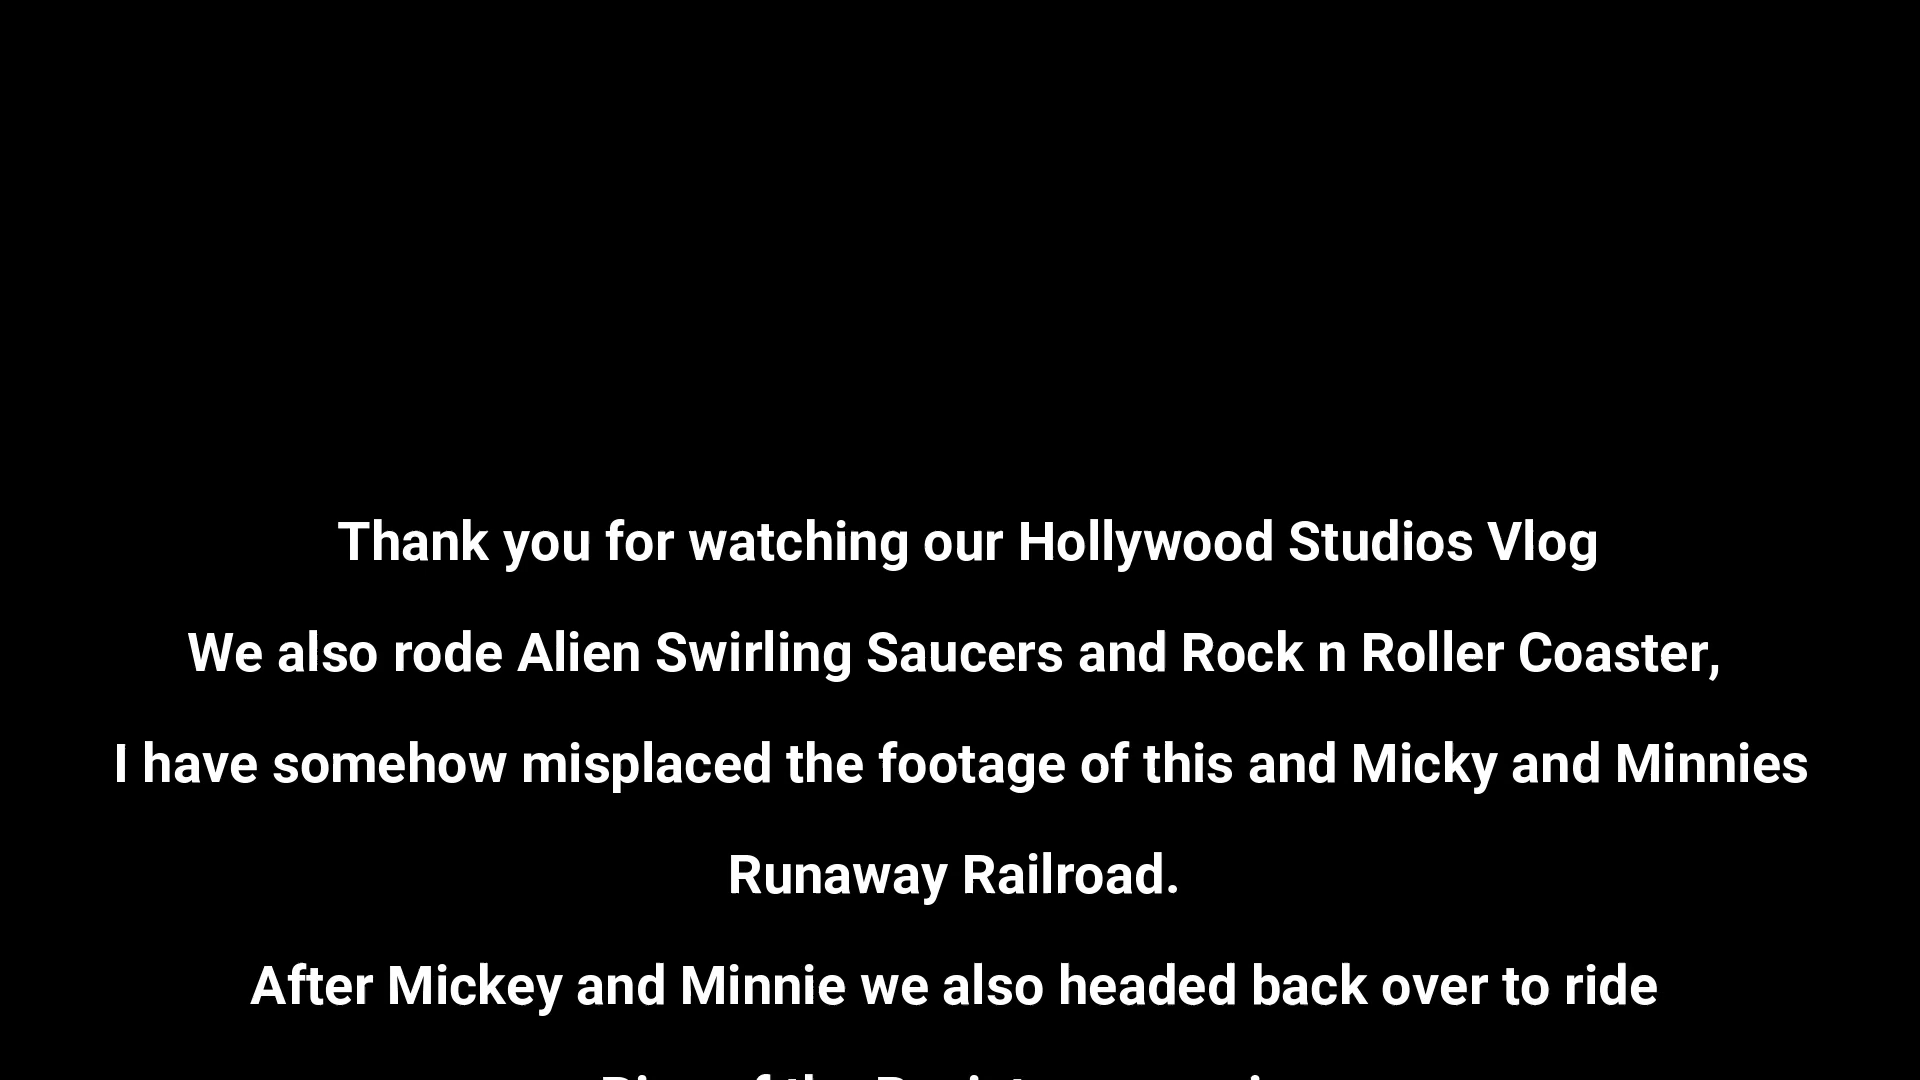 Thank you for watching our Hollywood Studios Vlog
We also rode Alien Swirling Saucers and Rock n Roller Coaster,
I have somehow misplaced the footage of this and Micky and Minnies
Runaway Railroad.
After Mickey and Minnie we also headed back over to ride